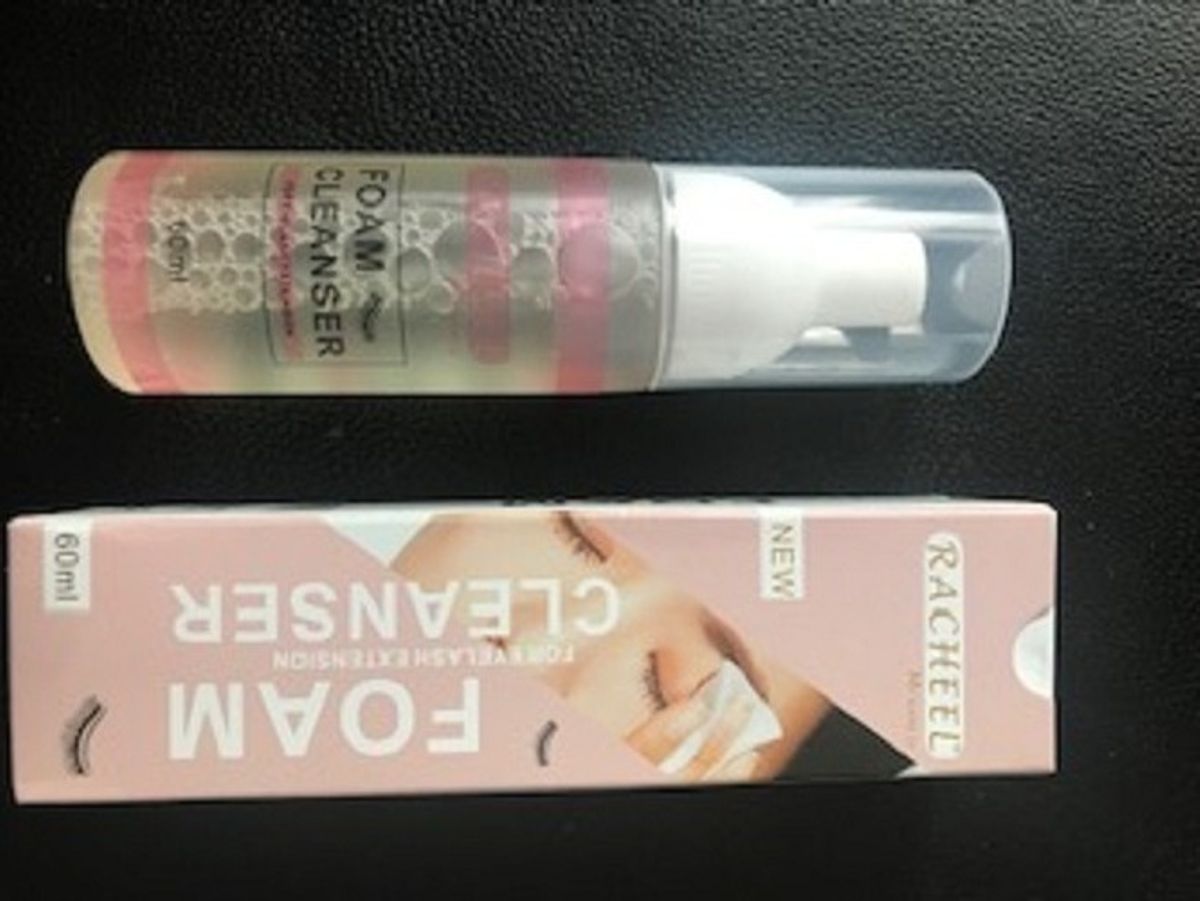 FOAM
CLEANSER
60ml
RACHEEL
NEW
FOAM
FOR EYELASH EXTENSION
CLEANSER
60ml